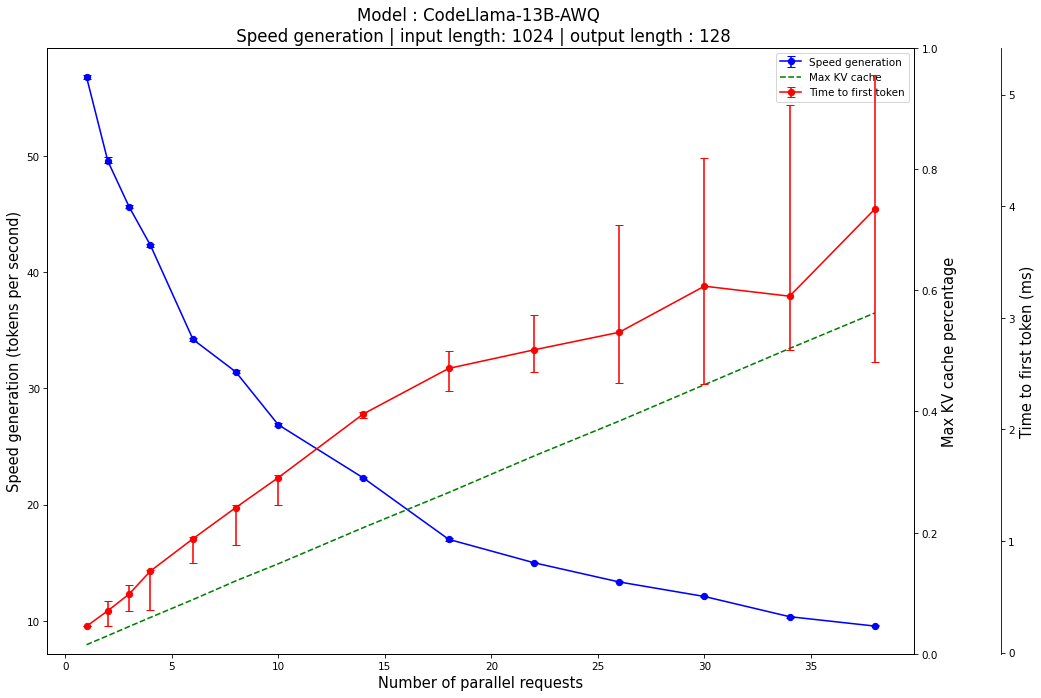 Model : CodeLlama-13B-AWQ
Speed generation | input length: 1024 | output length : 128
Speed generation
Max KV cache
Time to first token
Speed generation (tokens per second)
50
40
30
20
10
0 5 10 15 20 25 30 35
Number of parallel requests
1.0
0.8
0.6
0.4
0.2
0.0
Max KV cache percentage
5
4
3
2
1
0
Time to first token (ms)